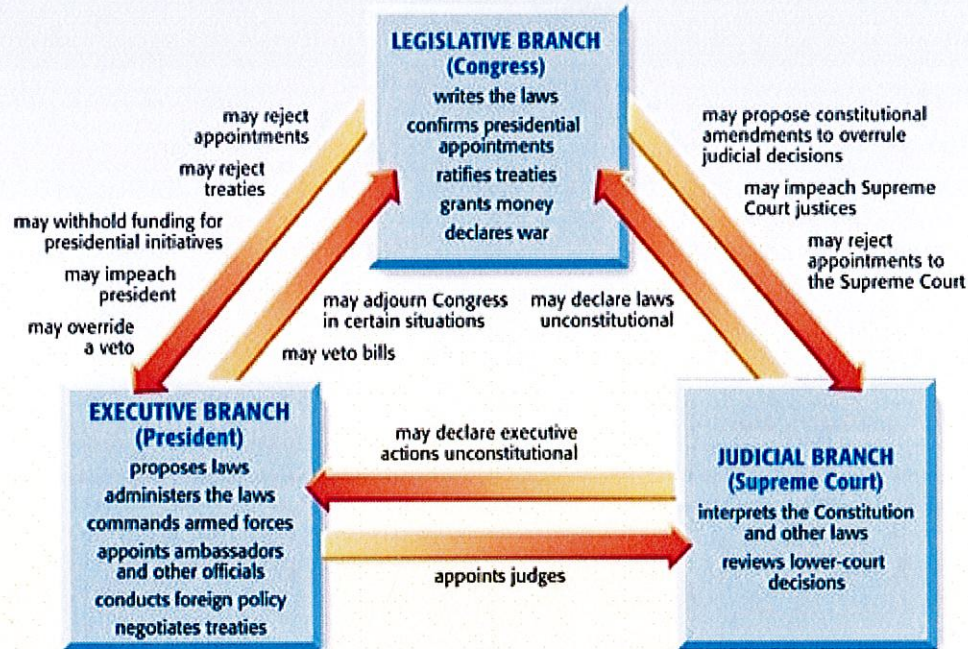 LEGISLATIVE BRANCH
(Congress)
writes the laws
confirms presidential
appointments
ratifies treaties
grants money
declares war
may reject
appointments
may reject
treaties
may withhold funding for
presidential initiatives
may impeach
president
may override
a veto
may adjourn Congress
in certain situations
may veto bills
may declare laws
unconstitutional
may propose constitutional
amendments to overrule
judicial decisions
may impeach Supreme
Court justices
may reject
appointments to
the Supreme Court
EXECUTIVE BRANCH
(President)
proposes laws
administers the laws
commands armed forces
appoints ambassadors
and other officials
conducts foreign policy
negotiates treaties
may declare executive
actions unconstitutional
appoints judges
JUDICIAL BRANCH
(Supreme Court)
interprets the Constitution
and other laws
reviews lower-court
decisions